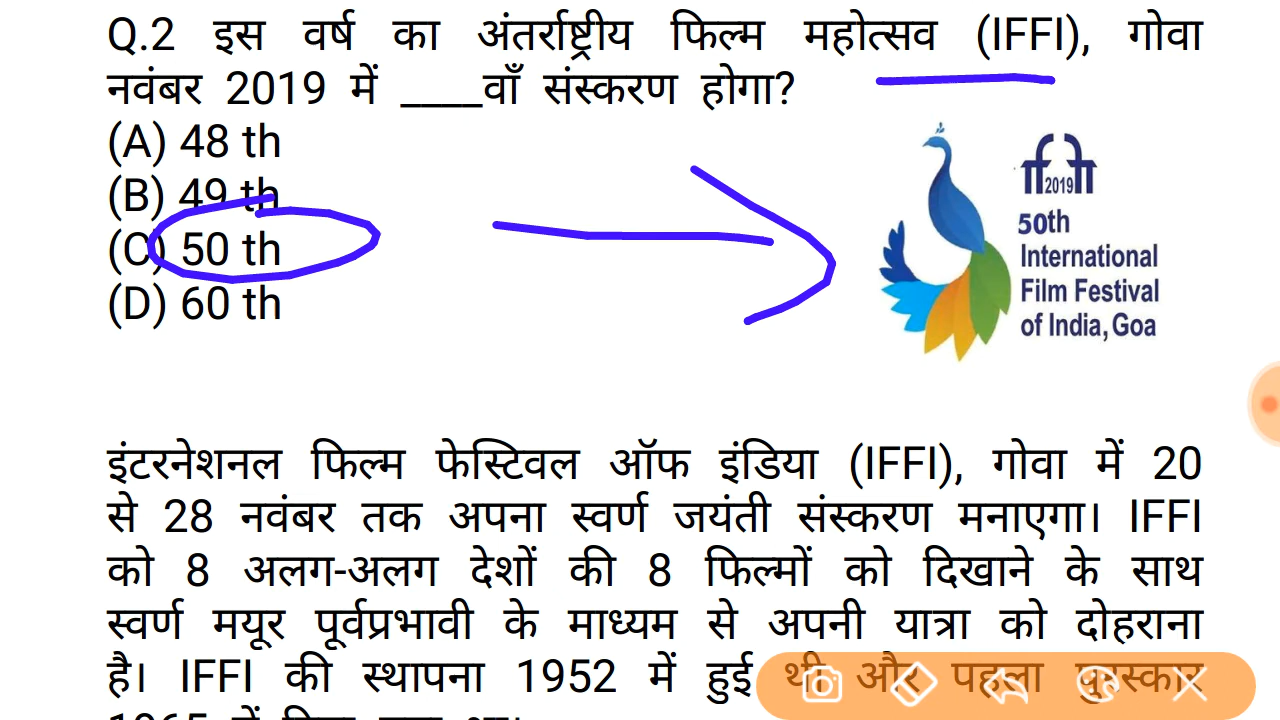 Q.2 इस वर्ष का अंतर्राष्ट्रीय फिल्म महोत्सव (IFFI), गोवा
नवंबर 2019 में ____वाँ संस्करण होगा?
(A) 48 th
(B) 49 th
(C) 50 th
(D) 60 th
2019
50th
International
Film Festival
of India, Goa
इंटरनेशनल फिल्म फेस्टिवल ऑफ इंडिया (IFFI), गोवा में 20
से 28 नवंबर तक अपना स्वर्ण जयंती संस्करण मनाएगा। IFFI
को 8 अलग-अलग देशों की 8 फिल्मों को दिखाने के साथ
स्वर्ण मयूर पूर्वप्रभावी के माध्यम से अपनी यात्रा को दोहराना
है। IFFI की स्थापना 1952 में हुई थी और पहला पुरस्कार